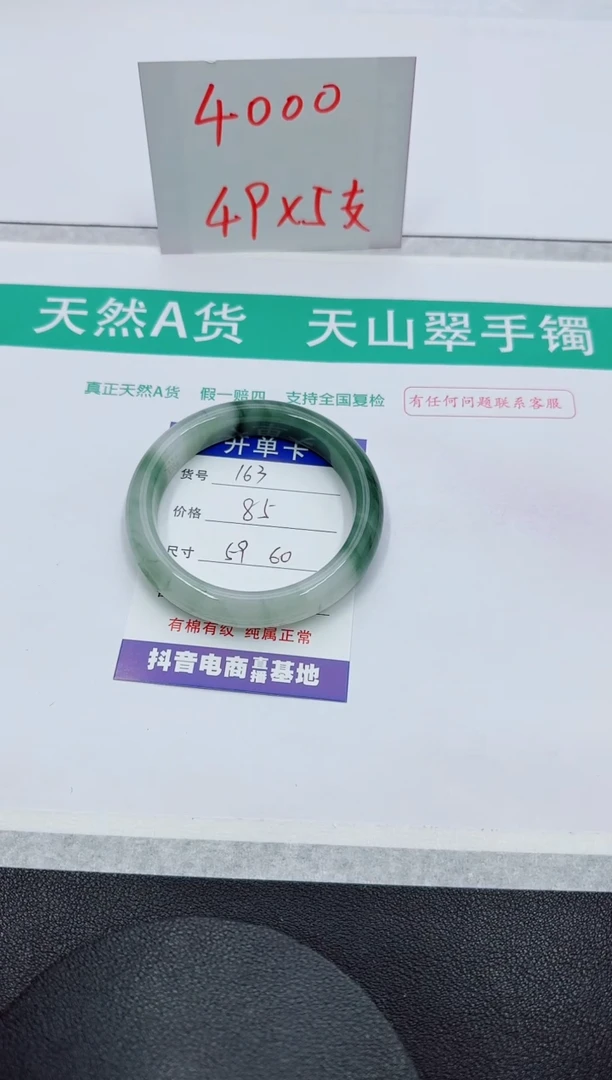 4000
49x5支
天然A货 天山翠手镯
真正天然A货 假一赔四 支持全国复检 有任何问题联系客服
开单卡
货号 163
价格 85
尺寸 59 60
有棉有纹 纯属正常
抖音电商直播基地